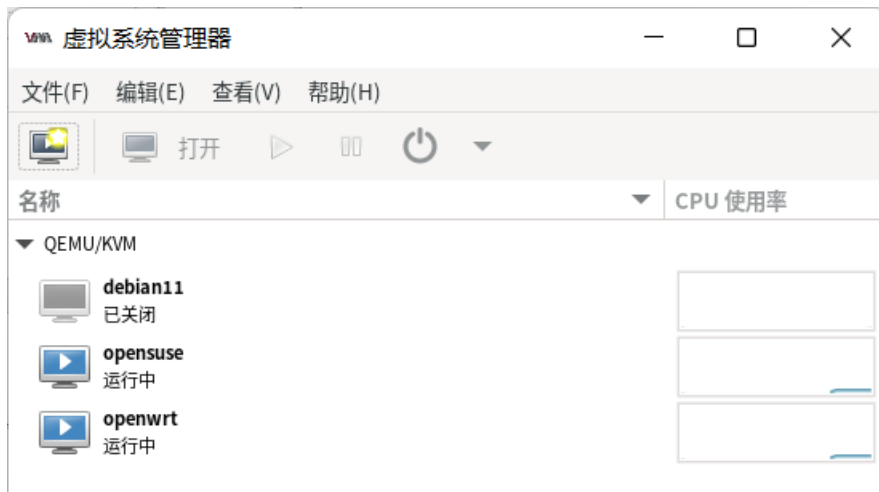 虚拟系统管理器
文件(F) 编辑(E) 查看(V) 帮助(H)
打开
名称 CPU 使用率
QEMU/KVM
debian11
已关闭
opensuse
运行中
openwrt
运行中